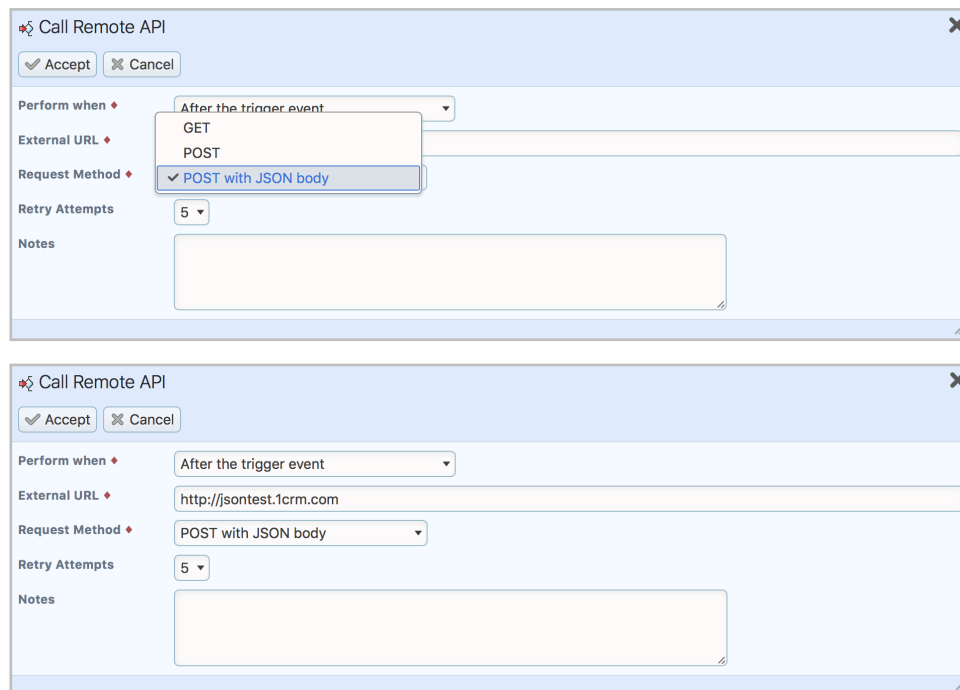 Call Remote API
Accept Cancel
Perform when ♦ After the trigger event
GET
External URL ♦
POST
Request Method ♦ POST with JSON body
Retry Attempts 5
Notes
Call Remote API
Accept Cancel
Perform when ♦ After the trigger event
External URL ♦ http://jsontest.1crm.com
Request Method ♦ POST with JSON body
Retry Attempts 5
Notes